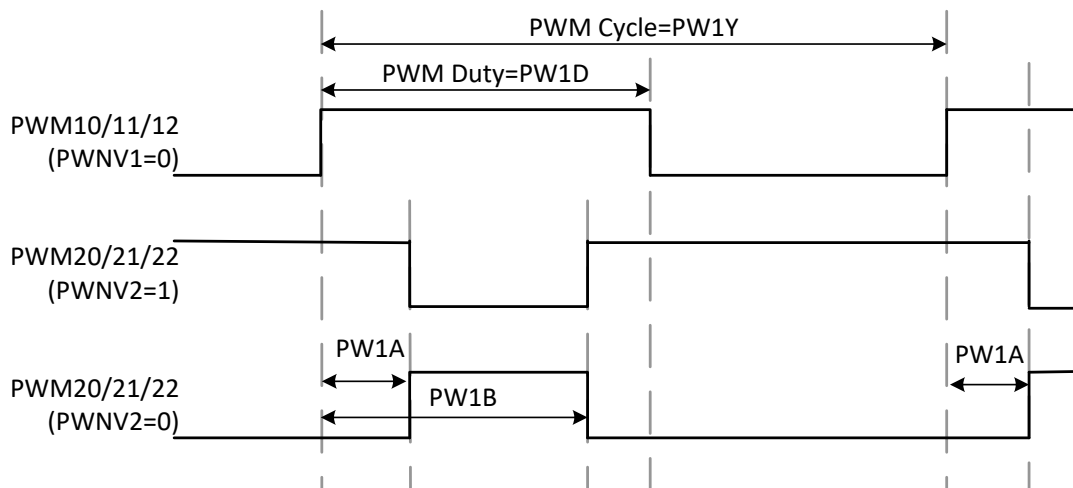 PWM Cycle=PW1Y
PWM Duty=PW1D
PWM10/11/12
(PWNV1=0)
PWM20/21/22
(PWNV2=1)
PW1A
PW1A
PWM20/21/22
(PWNV2=0)
PW1B